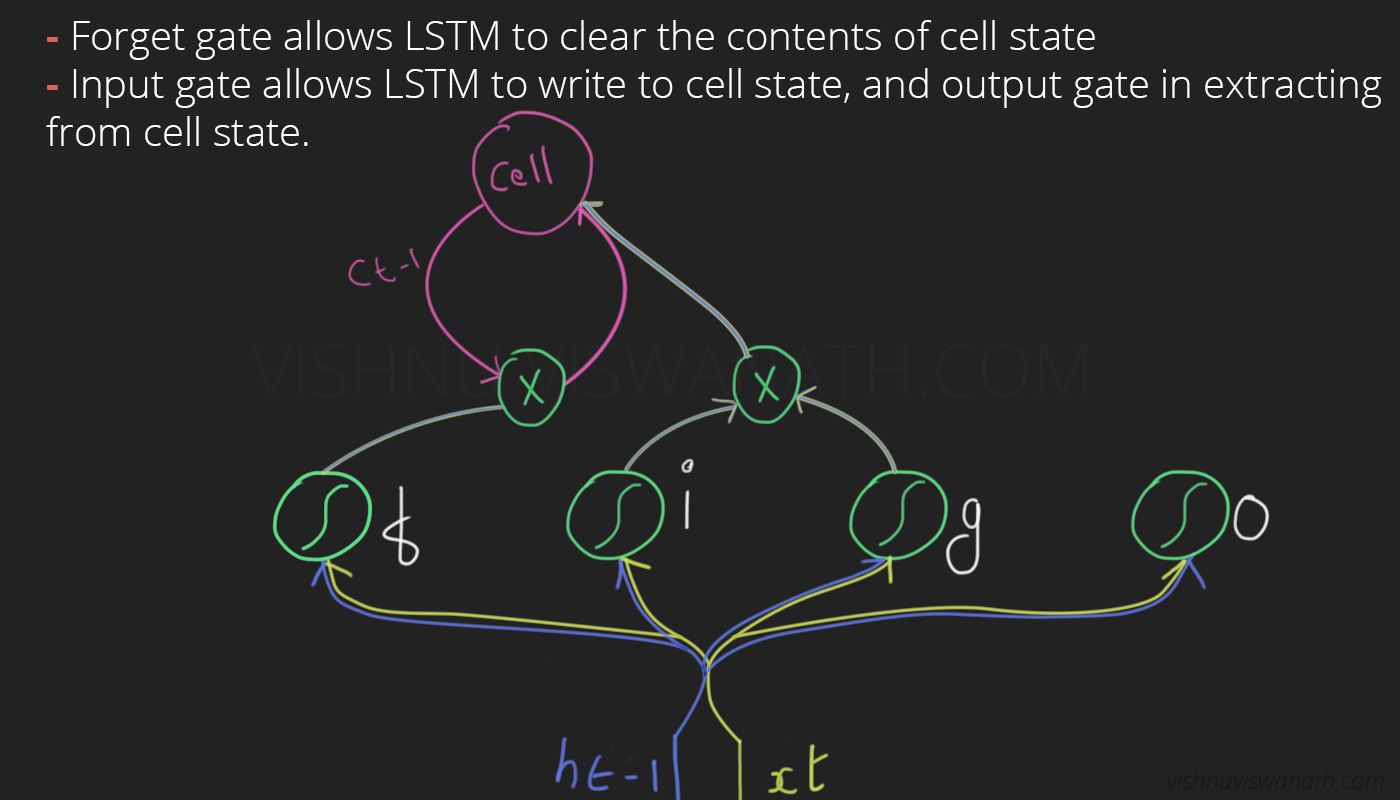 - Forget gate allows LSTM to clear the contents of cell state
- Input gate allows LSTM to write to cell state, and output gate in extracting
from cell state.
Cell
Ct-1
VISHNUVISWANATH.COM
X X
f i g o
ht-1 xt
vishnuviswanath.com